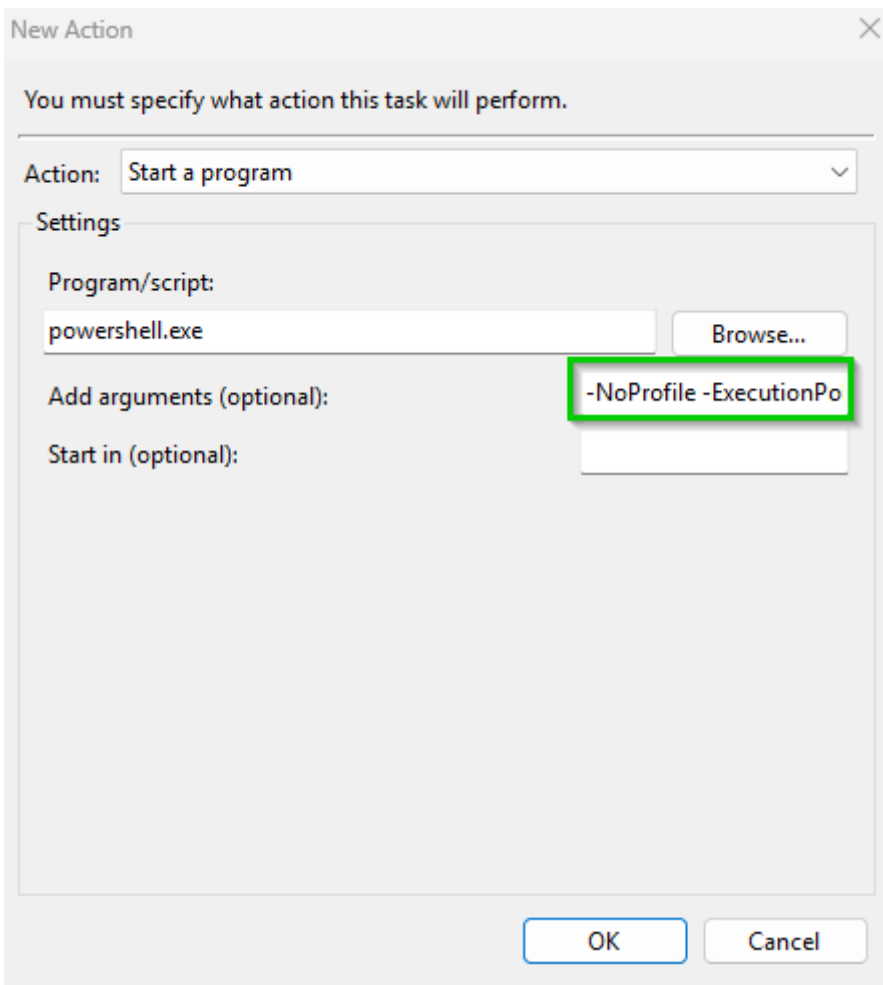 New Action
You must specify what action this task will perform.
Action: Start a program
Settings
Program/script:
powershell.exe Browse...
Add arguments (optional): -NoProfile -ExecutionPo
Start in (optional):
OK Cancel